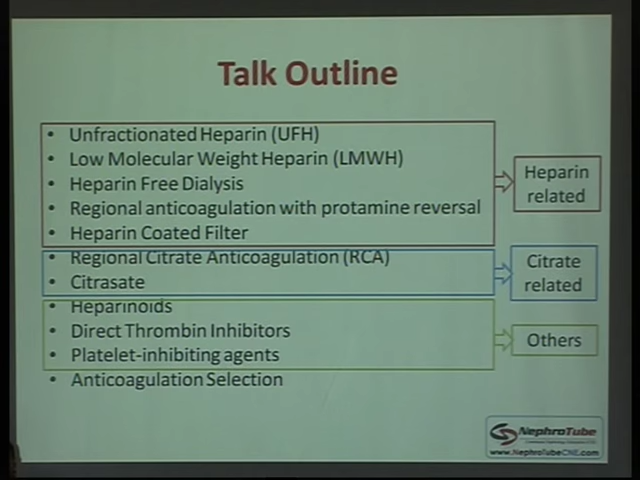 Talk Outline
• Unfractionated Heparin (UFH)
• Low Molecular Weight Heparin (LMWH)
• Heparin Free Dialysis
• Regional anticoagulation with protamine reversal
• Heparin Coated Filter
Heparin
related
• Regional Citrate Anticoagulation (RCA)
• Citrasate
Citrate
related
• Heparinoids
• Direct Thrombin Inhibitors
• Platelet-inhibiting agents
Others
• Anticoagulation Selection
NephroTube
www.NephroTubeCNE.com